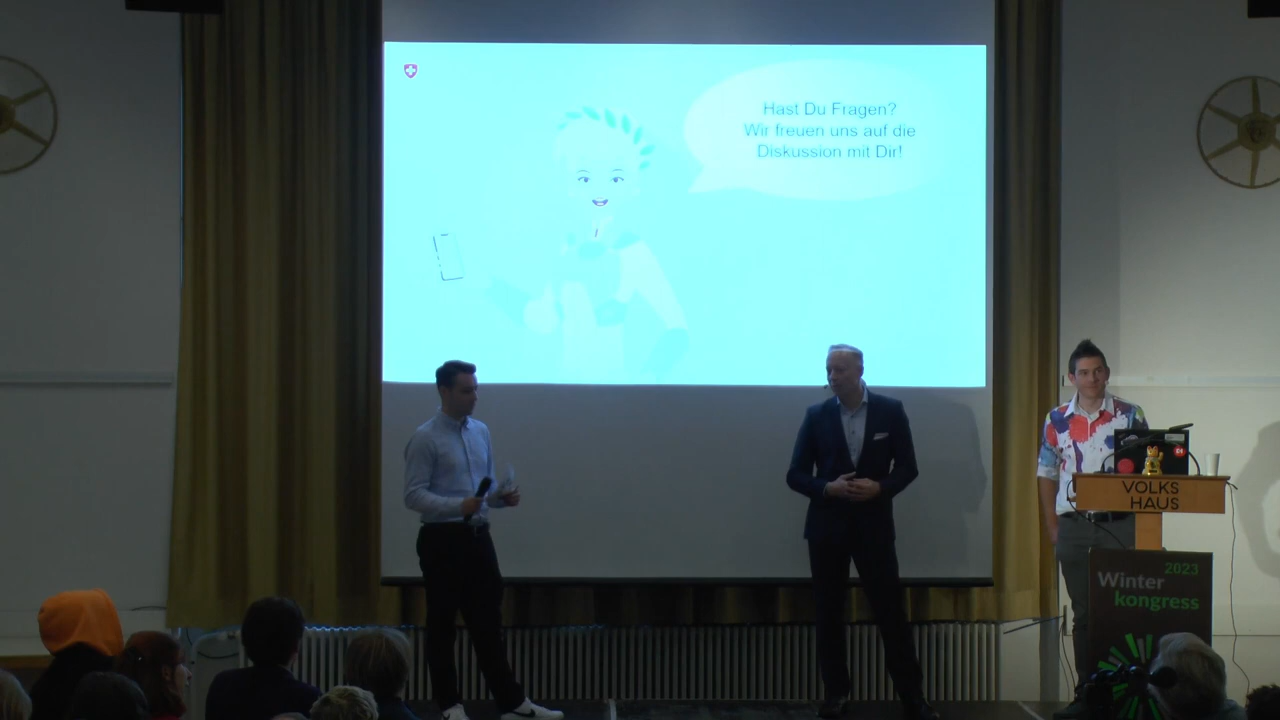 Hast Du Fragen?
Wir freuen uns auf die
Diskussion mit Dir!
VOLKS
HAUS
2023
Winter
kongress